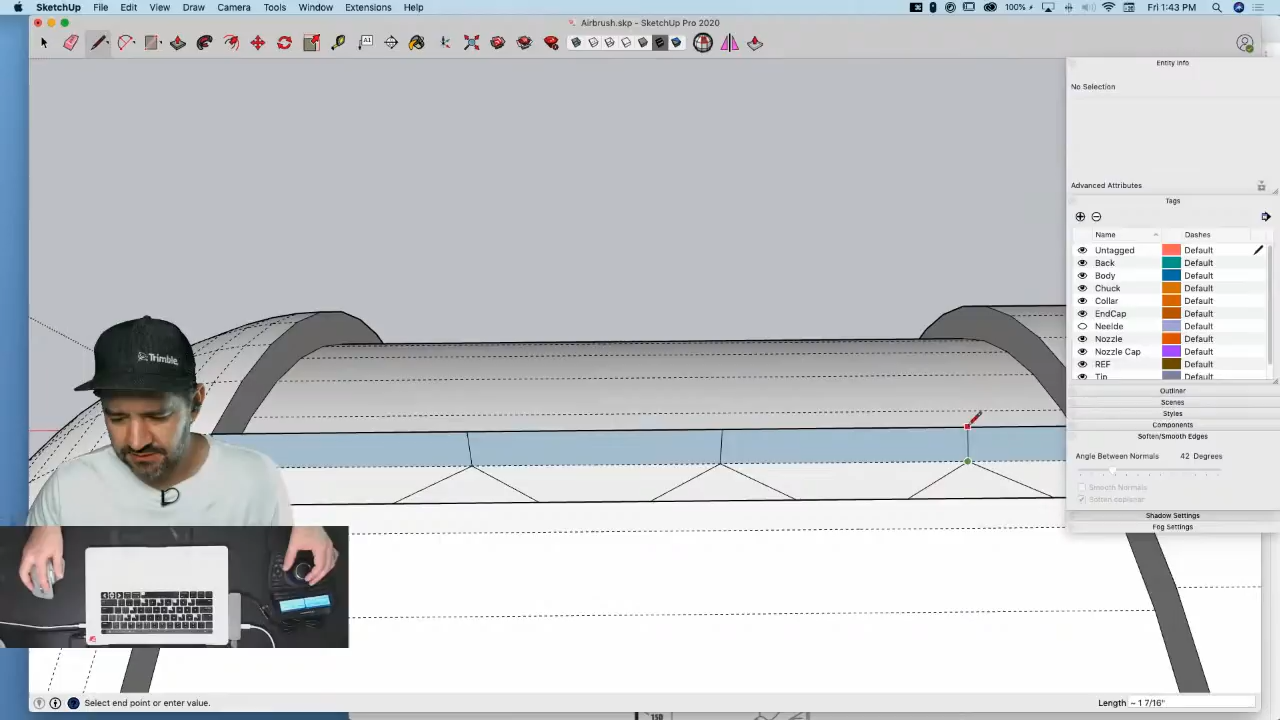 SketchUp File Edit View Draw Camera Tools Window Extensions Help
100% Fri 1:43 PM
Airbrush.skp - SketchUp Pro 2020
A1
Entity Info
No Selection
Advanced Attributes
Tags
Name Dashes
Untagged Default
Back Default
Body Default
Chuck Default
Collar Default
EndCap Default
Neelde Default
Nozzle Default
Nozzle Cap Default
REF Default
Tip Default
Outliner
Scenes
Styles
Components
Soften/Smooth Edges
Angle Between Normals 42 Degrees
Smooth Normals
Soften coplanar
Shadow Settings
Fog Settings
Trimble.
Select end point or enter value.
Length ~ 1 7/16"